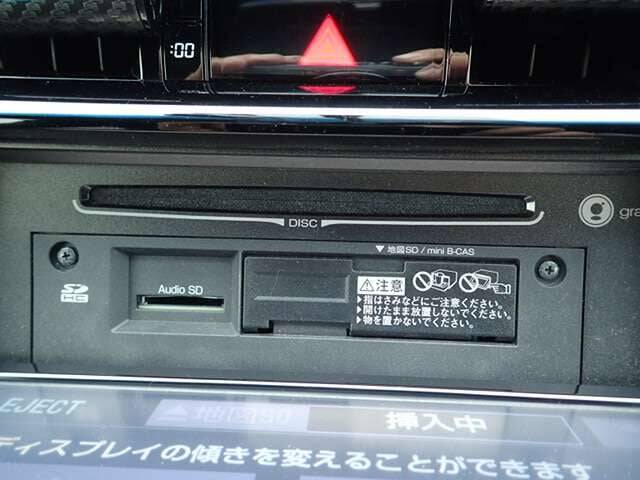 :00
DISC
gra
▼地図SD / mini B-CAS
SD
HC
Audio SD
⚠注意
▶指はさみなどにご注意ください。
▶開けたまま放置しないでください。
▶物を置かないでください。
EJECT
▲地図SD
挿入中
ディスプレイの傾きを変えることができます